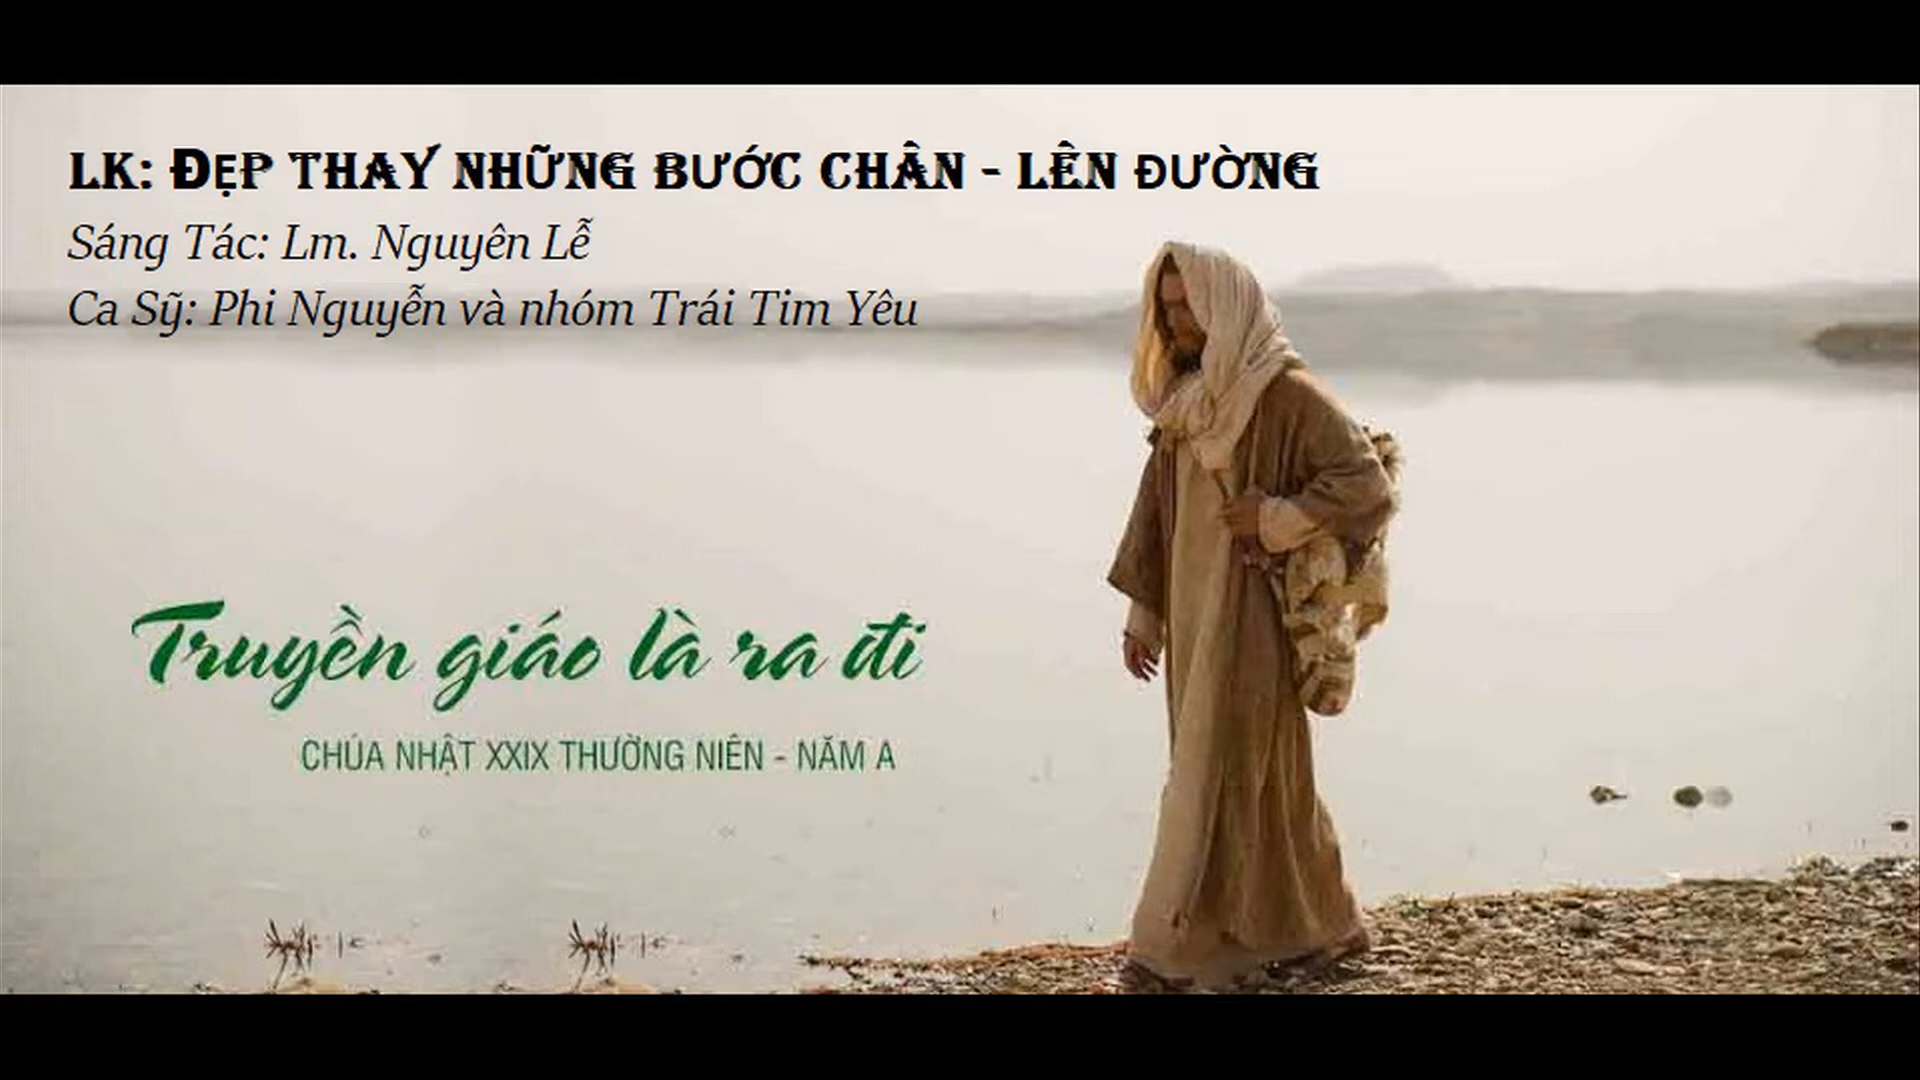 LK: ĐẸP THAY NHỮNG BƯỚC CHÂN - LÊN ĐƯỜNG
Sáng Tác: Lm. Nguyên Lễ
Ca Sỹ: Phi Nguyễn và nhóm Trái Tim Yêu
Truyền giáo là ra đi
CHÚA NHẬT XXIX THƯỜNG NIÊN - NĂM A